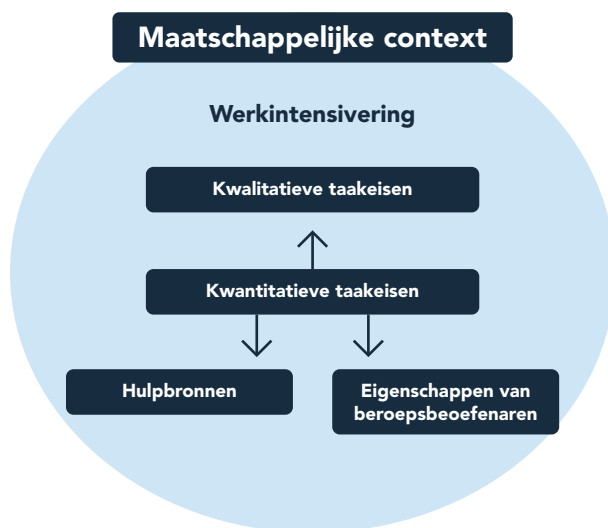 Maatschappelijke context
Werkintensivering
Kwalitatieve taakeisen
Kwantitatieve taakeisen
Hulpbronnen
Eigenschappen van
beroepsbeoefenaren